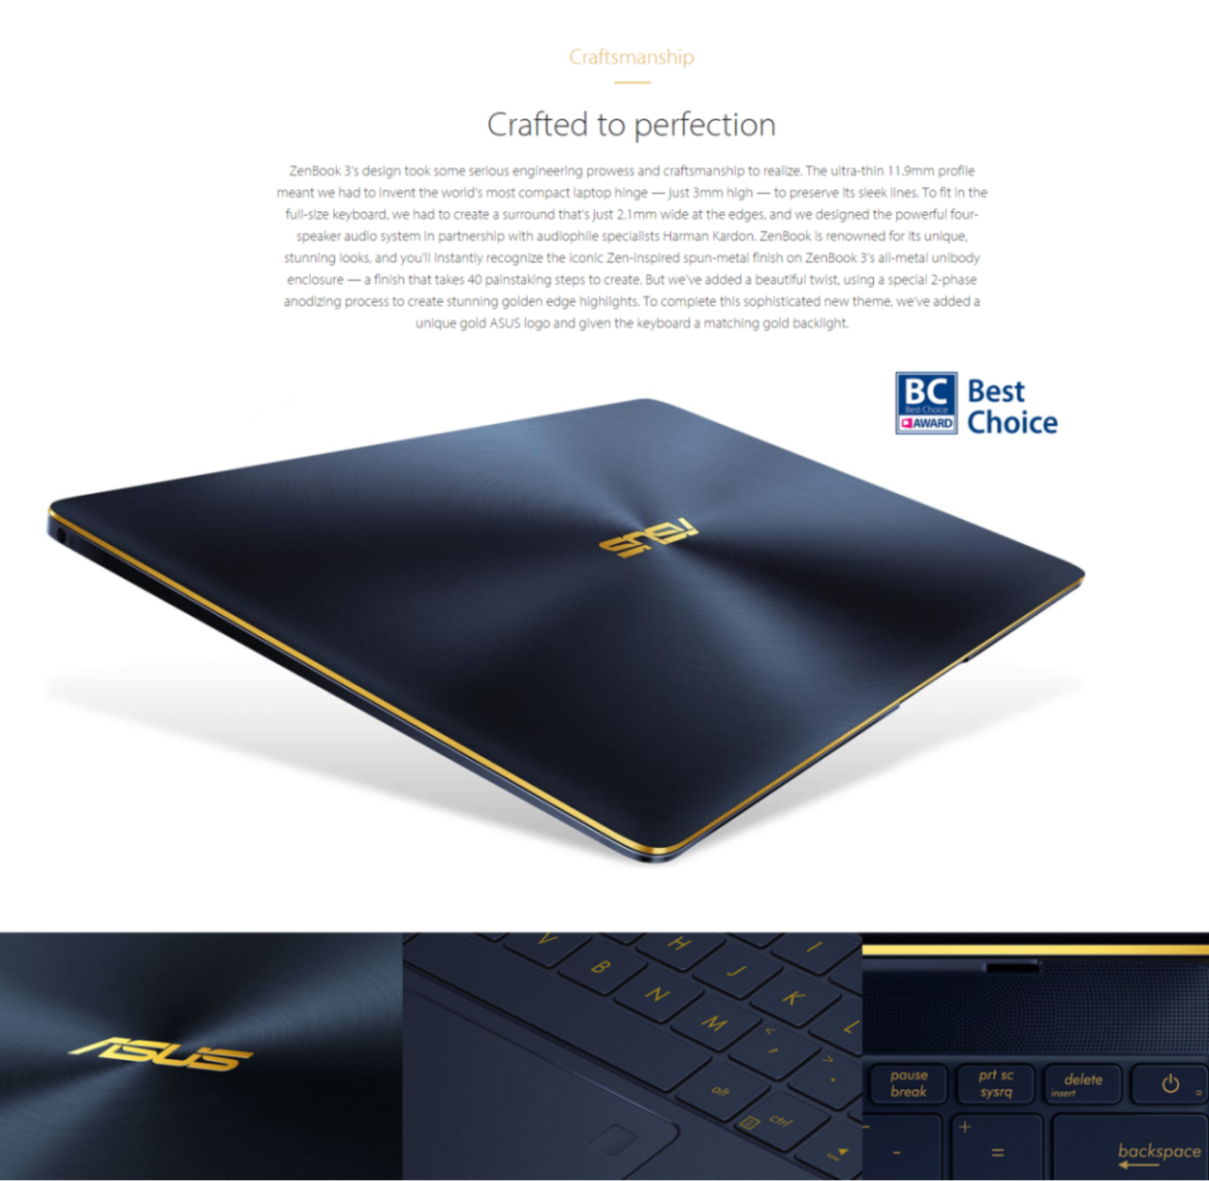 Craftsmanship
Crafted to perfection
ZenBook 3's design took some serious engineering prowess and craftsmanship to realize. The ultra-thin 11.9mm profile
meant we had to invent the world's most compact laptop hinge — just 3mm high — to preserve its sleek lines. To fit in the
full-size keyboard, we had to create a surround that's just 2.1mm wide at the edges, and we designed the powerful four-
speaker audio system in partnership with audiophile specialists Harman Kardon. ZenBook is renowned for its unique,
stunning looks, and you'll instantly recognize the iconic Zen-inspired spun-metal finish on ZenBook 3's all-metal unibody
enclosure — a finish that takes 40 painstaking steps to create. But we've added a beautiful twist, using a special 2-phase
anodizing process to create stunning golden edge highlights. To complete this sophisticated new theme, we've added a
unique gold ASUS logo and given the keyboard a matching gold backlight.
BC
Best Choice
AWARD
Best
Choice
ASUS
ASUS
V H I
B J
N K
M < , L
> .
alt
ctrl
pause
break
prt sc
sysrq
delete
insert
-
+ =
backspace